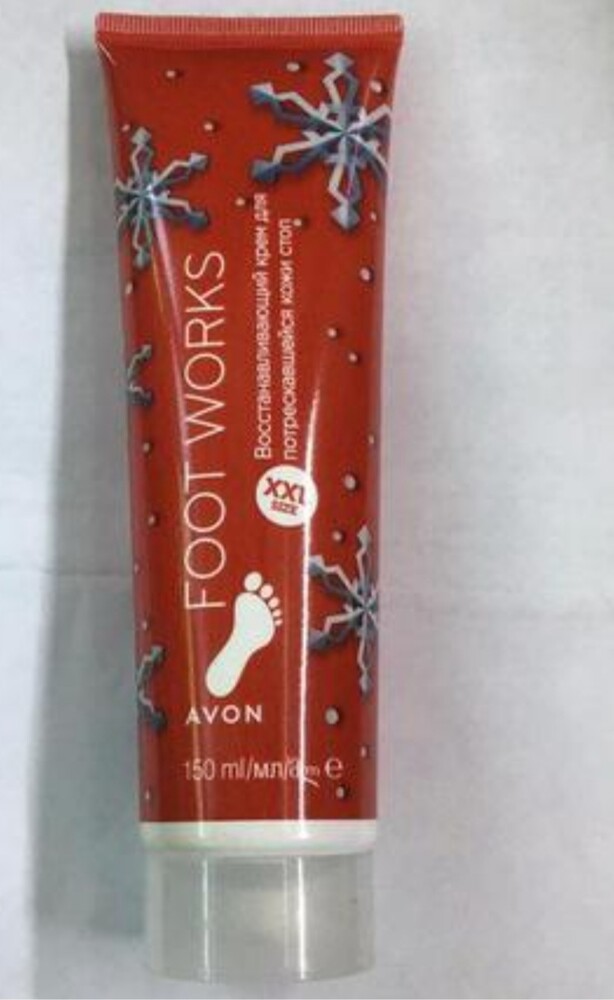 FOOT WORKS
Восстанавливающий крем для
потрескавшейся кожи стоп
XXL
SIZE
AVON
150 ml/мл/ e